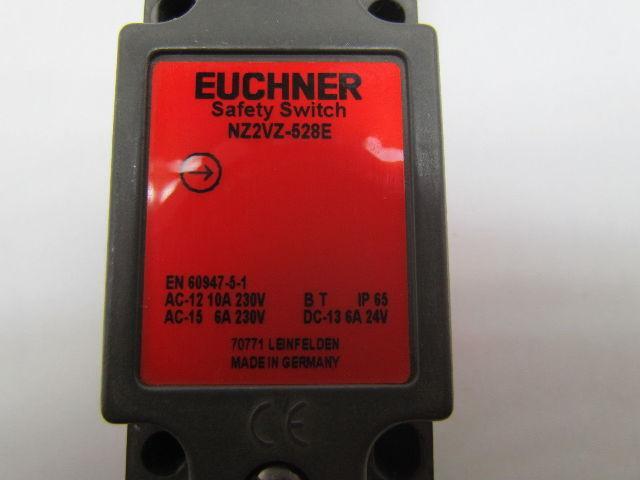 EUCHNER
Safety Switch
NZ2VZ-528E
EN 60947-5-1
AC-12 10A 230V B T IP 65
AC-15 6A 230V DC-13 6A 24V
70771 LEINFELDEN
MADE IN GERMANY
CE